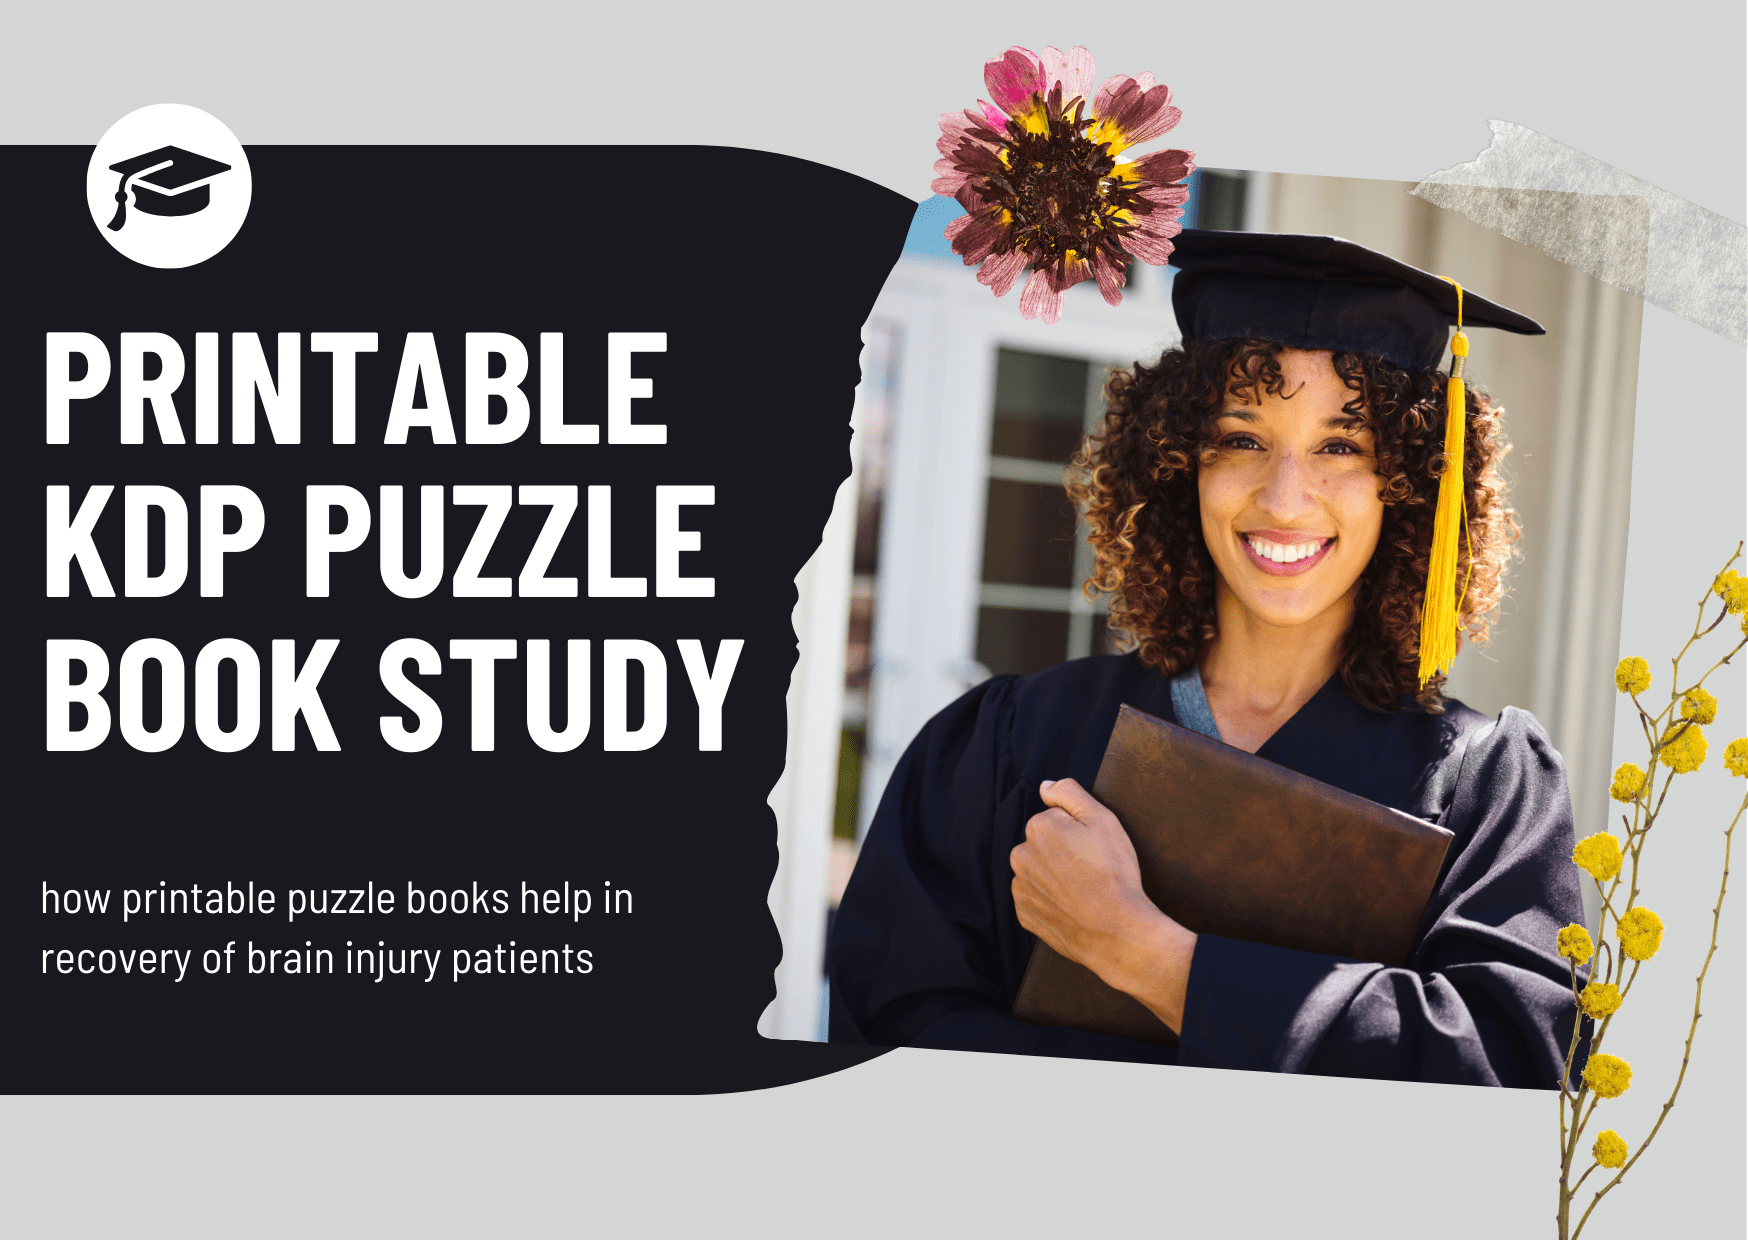 PRINTABLE
KDP PUZZLE
BOOK STUDY
how printable puzzle books help in
recovery of brain injury patients